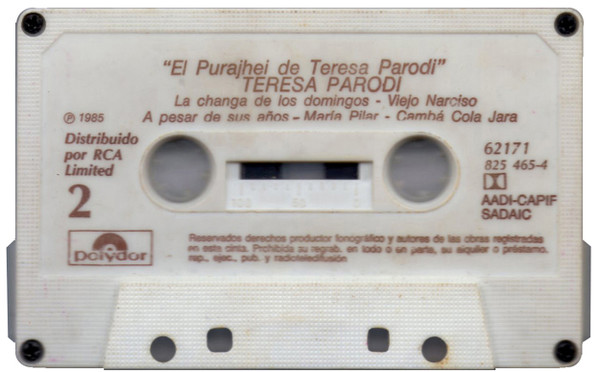 "El Purajhei de Teresa Parodi"
TERESA PARODI
La changa de los domingos - Viejo Narciso
A pesar de sus años - María Pilar - Cambá Cola Jara
℗ 1985
Distribuido
por RCA
Limited
2
62171
825 465-4
AADI-CAPIF
SADAIC
100 50 0
polydor
Reservados derechos productor fonográfico y autores de las obras registradas
en esta cinta. Prohibida su regrab. en todo o en parte, su alquiler o préstamo.
rep., ejec., pub. y radioteledifusión